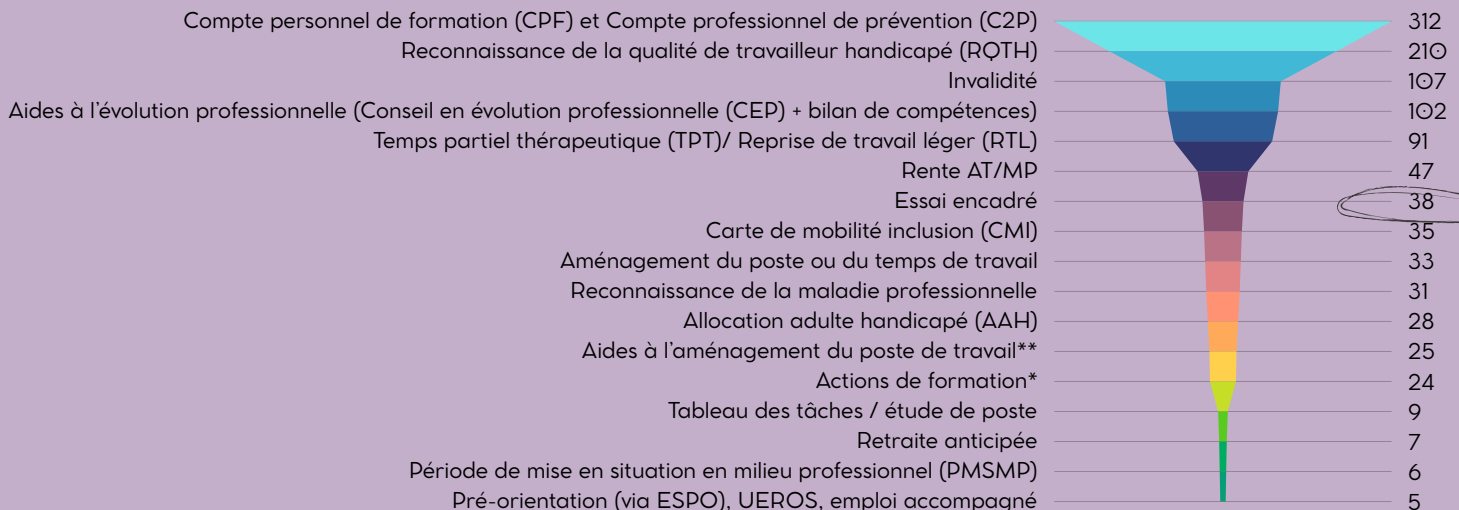 Compte personnel de formation (CPF) et Compte professionnel de prévention (C2P) 312
Reconnaissance de la qualité de travailleur handicapé (RQTH) 210
Invalidité 107
Aides à l'évolution professionnelle (Conseil en évolution professionnelle (CEP) + bilan de compétences) 102
Temps partiel thérapeutique (TPT)/ Reprise de travail léger (RTL) 91
Rente AT/MP 47
Essai encadré 38
Carte de mobilité inclusion (CMI) 35
Aménagement du poste ou du temps de travail 33
Reconnaissance de la maladie professionnelle 31
Allocation adulte handicapé (AAH) 28
Aides à l'aménagement du poste de travail** 25
Actions de formation* 24
Tableau des tâches / étude de poste 9
Retraite anticipée 7
Période de mise en situation en milieu professionnel (PMSMP) 6
Pré-orientation (via ESPO), UEROS, emploi accompagné 5